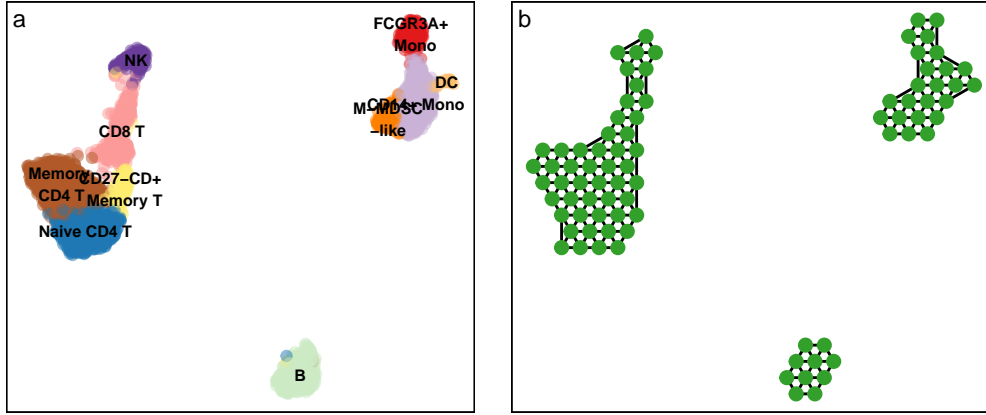 a
FCGR3A+
Mono
NK
DC
CD14+ Mono
M−MDSC
−like
CD8 T
Memory
CD4 T
CD27−CD+
Memory T
Naive CD4 T
B
b